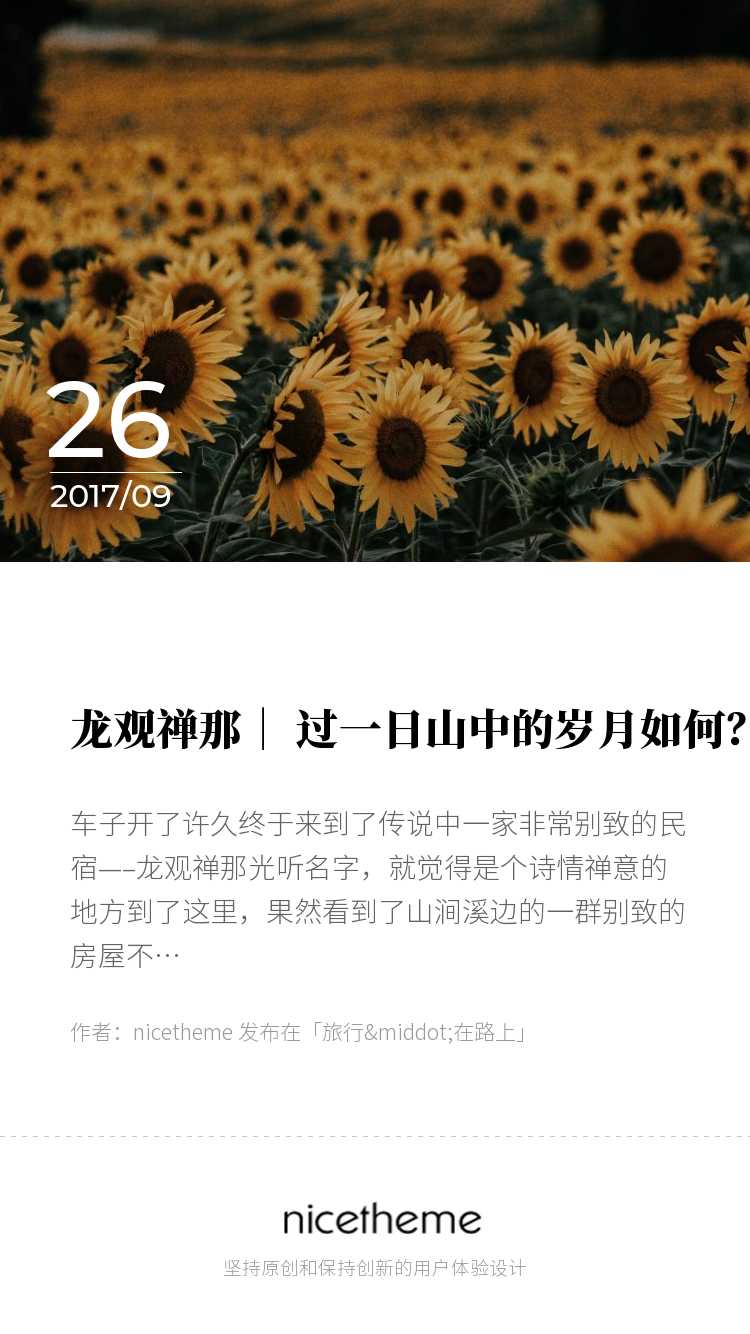 26
2017/09
龙观禅那｜ 过一日山中的岁月如何？
车子开了许久终于来到了传说中一家非常别致的民
宿—–龙观禅那光听名字，就觉得是个诗情禅意的
地方到了这里，果然看到了山涧溪边的一群别致的
房屋不…
作者：nicetheme 发布在「旅行&middot;在路上」
nicetheme
坚持原创和保持创新的用户体验设计